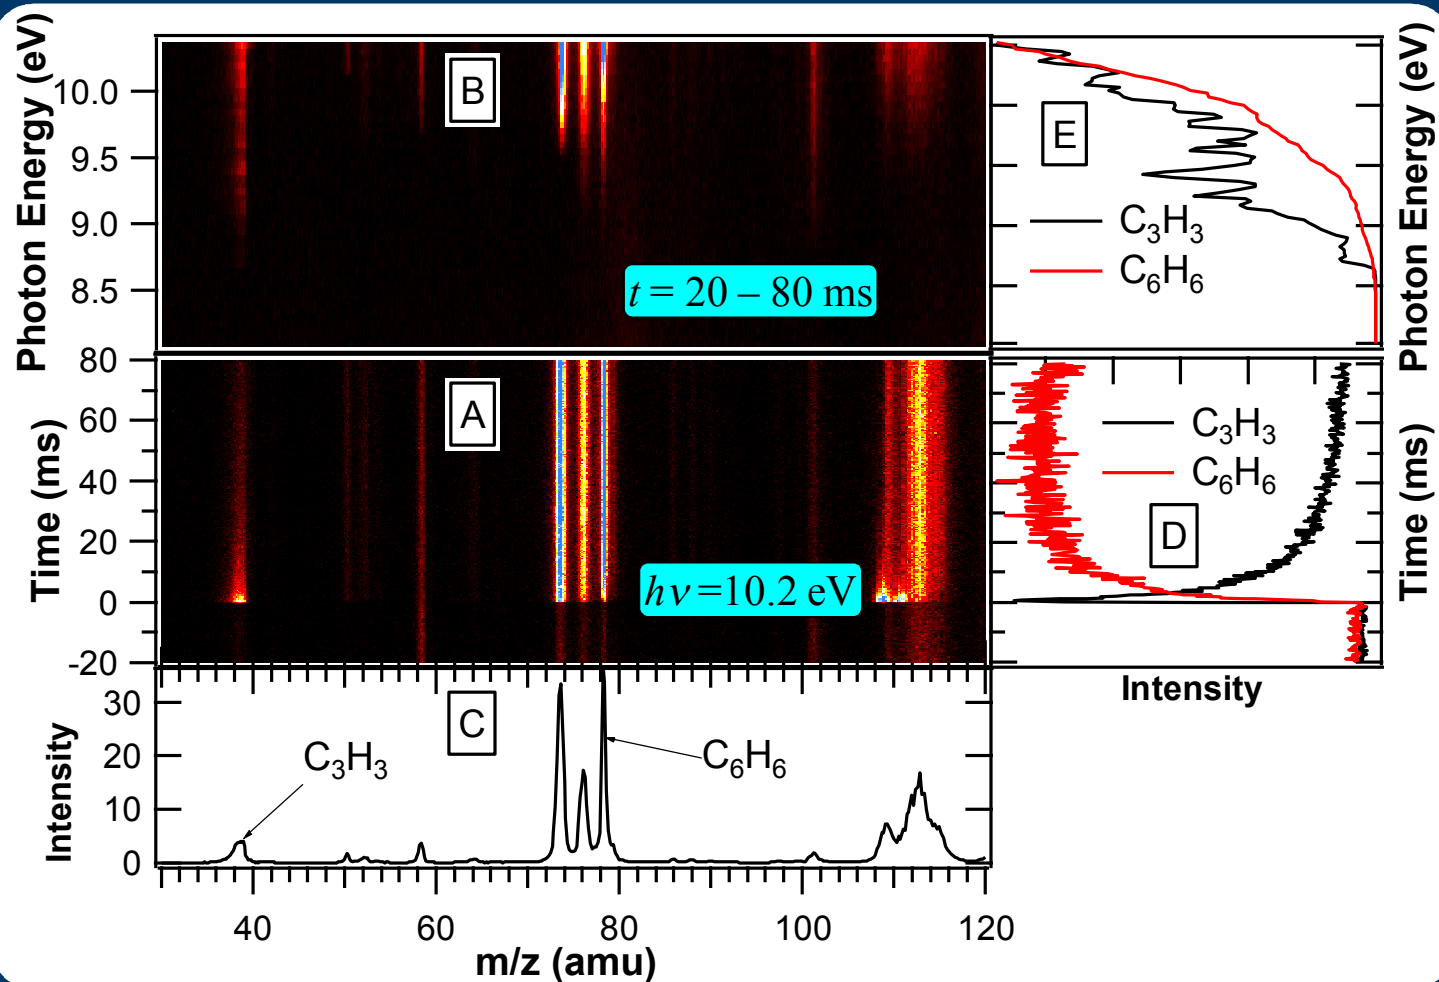 Photon Energy (eV)
10.0
9.5
9.0
8.5
B
t = 20 – 80 ms
E
C₃H₃
C₆H₆
Photon Energy (eV)
Time (ms)
80
60
40
20
0
-20
A
hν=10.2 eV
C₃H₃
C₆H₆
D
Time (ms)
Intensity
Intensity
30
20
10
0
C
C₃H₃
C₆H₆
40 60 80 100 120
m/z (amu)